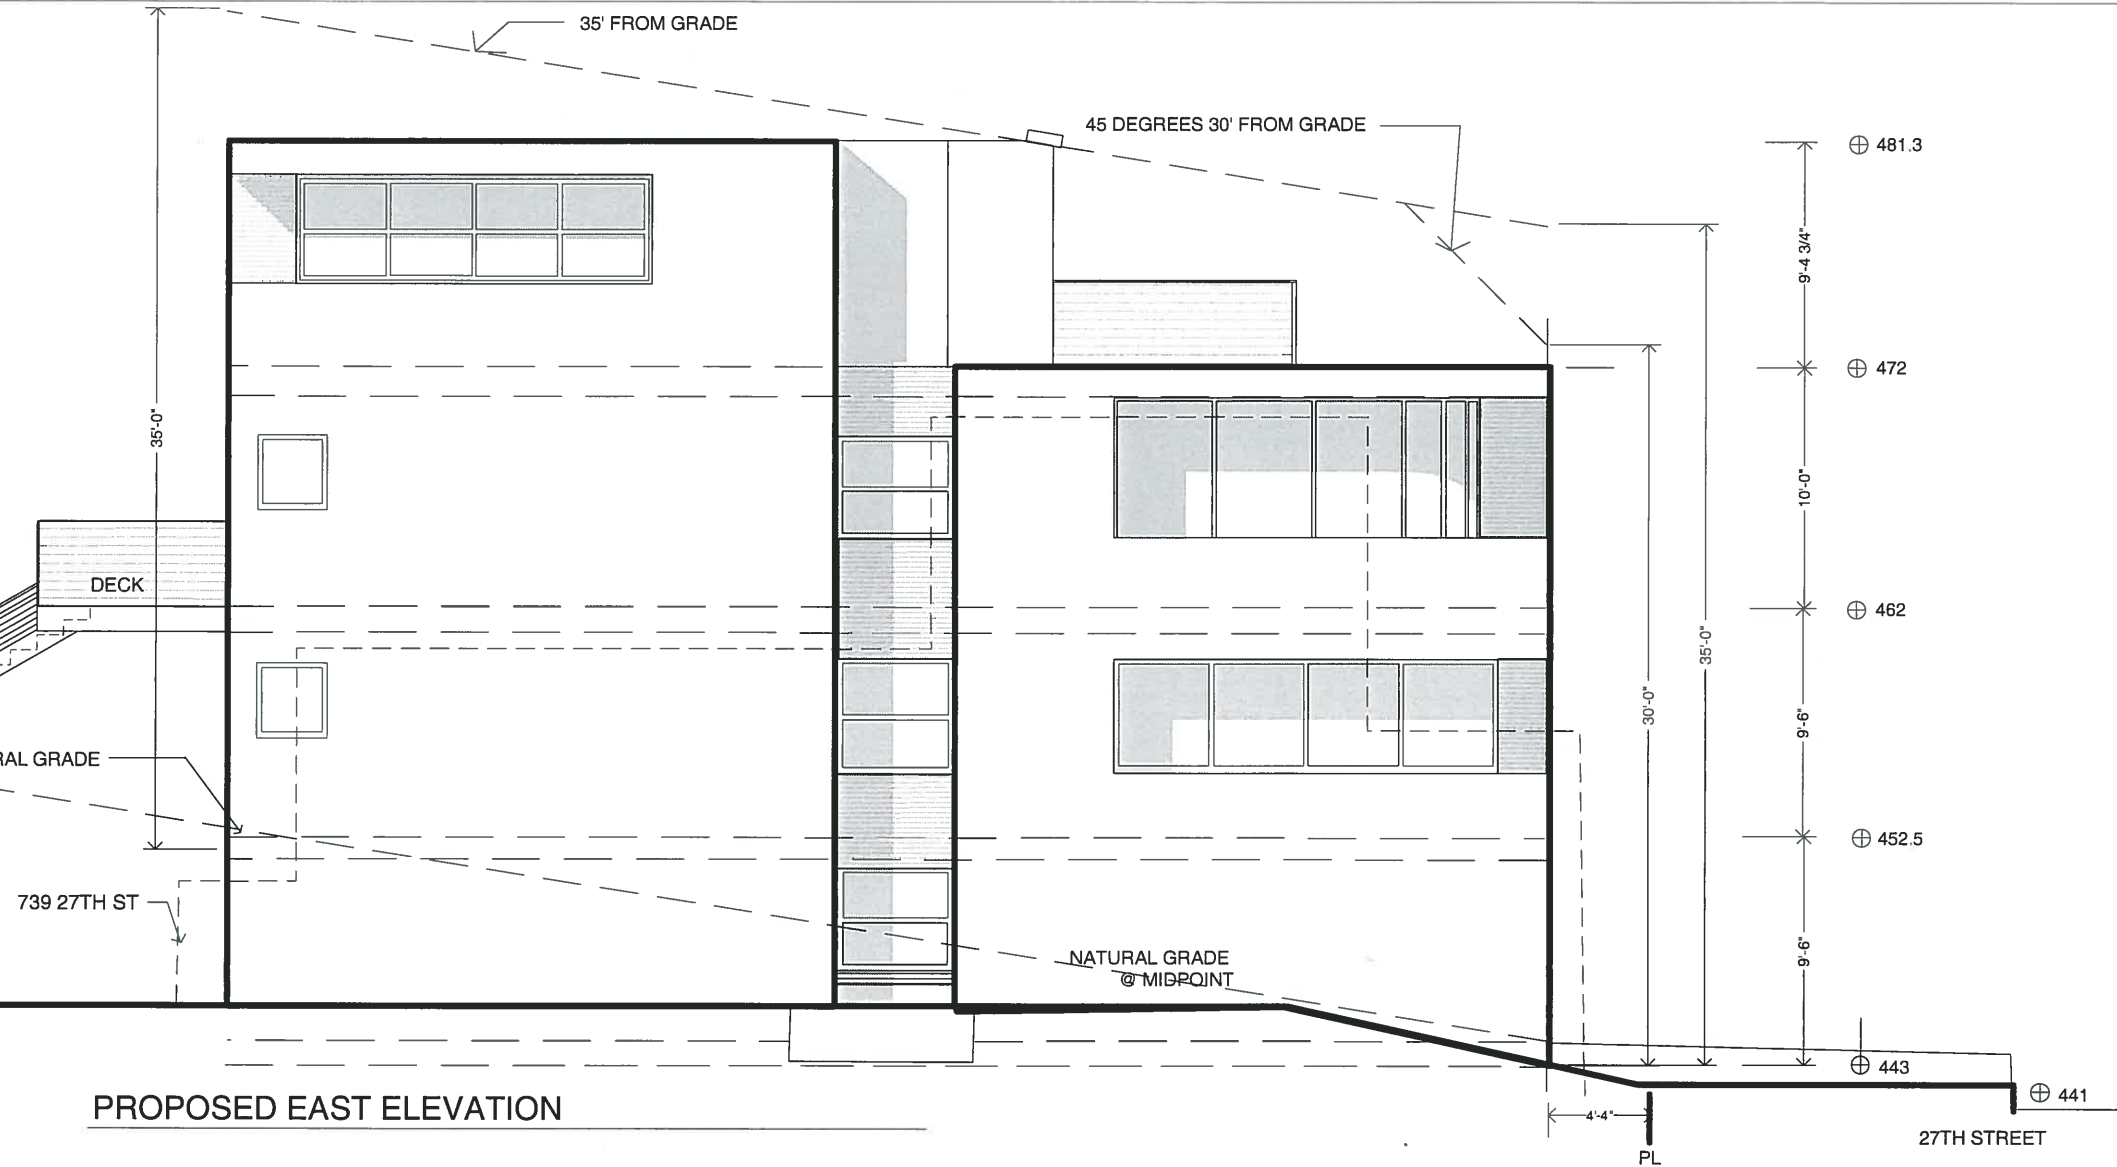 35' FROM GRADE
45 DEGREES 30' FROM GRADE
481.3
9'-4 3/4"
472
35'-0"
10'-0"
DECK
462
35'-0"
30'-0"
9'-6"
RAL GRADE
452.5
739 27TH ST
9'-6"
NATURAL GRADE
@ MIDPOINT
443
441
PROPOSED EAST ELEVATION
4'-4"
27TH STREET
PL